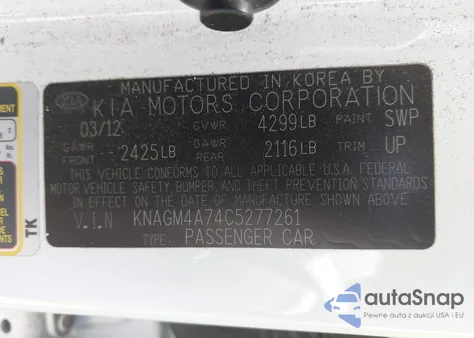 MANUFACTURED IN KOREA BY
KIA KIA MOTORS CORPORATION
03/12 GVWR 4299LB PAINT SWP
GAWR FRONT 2425LB GAWR REAR 2116LB TRIM UP
THIS VEHICLE CONFORMS TO ALL APPLICABLE U.S.A. FEDERAL
MOTOR VEHICLE SAFETY, BUMPER, AND THEFT PREVENTION STANDARDS
IN EFFECT ON THE DATE OF MANUFACTURE SHOWN ABOVE
V.I.N KNAGM4A74C5277261
TYPE: PASSENGER CAR
TK
autoSnap
Pewne auta z aukcji USA i EU